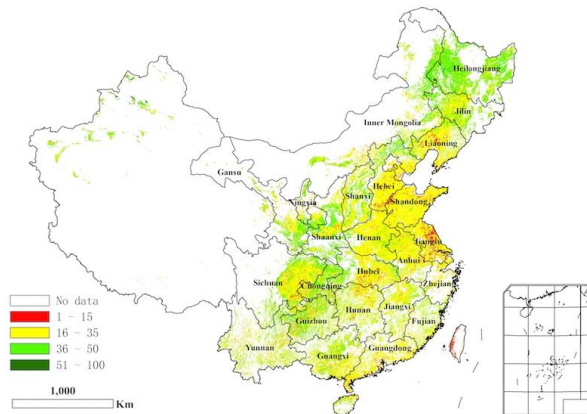 Heilongjiang
Jilin
Inner Mongolia
Liaoning
Gansu
Hebei
Ningxia
Shanxi
Shandong
Shaanxi
Henan
Jiangsu
Anhui
Hubei
Sichuan
Chongqing
Zhejiang
Hunan
Jiangxi
Guizhou
Fujian
Yunnan
Guangxi
Guangdong
No data
1 - 15
16 - 35
36 - 50
51 - 100
1,000
Km